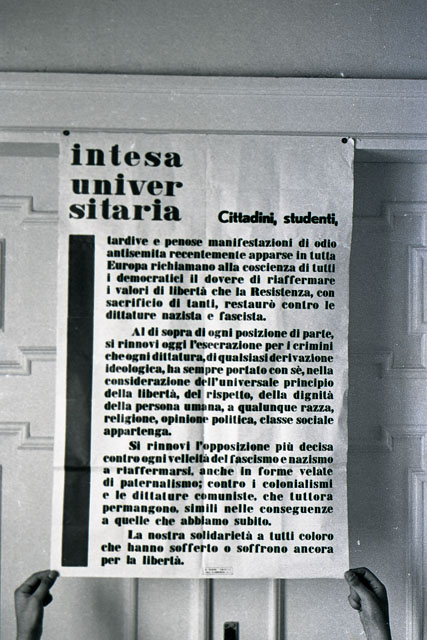 intesa
univer
sitaria
Cittadini, studenti,
tardive e penose manifestazioni di odio
antisemita recentemente apparse in tutta
Europa richiamano alla coscienza di tutti
i democratici il dovere di riaffermare
i valori di libertà che la Resistenza, con
sacrificio di tanti, restaurò contro le
dittature nazista e fascista.
Al di sopra di ogni posizione di parte,
si rinnovi oggi l'esecrazione per i crimini
che ogni dittatura, di qualsiasi derivazione
ideologica, ha sempre portato con sè, nella
considerazione dell'universale principio
della libertà, del rispetto, della dignità
della persona umana, a qualunque razza,
religione, opinione politica, classe sociale
appartenga.
Si rinnovi l'opposizione più decisa
contro ogni velleità del fascismo e nazismo
a riaffermarsi, anche in forme velate
di paternalismo; contro i colonialismi
e le dittature comuniste, che tuttora
permangono, simili nelle conseguenze
a quelle che abbiamo subito.
La nostra solidarietà a tutti coloro
che hanno sofferto o soffrono ancora
per la libertà.